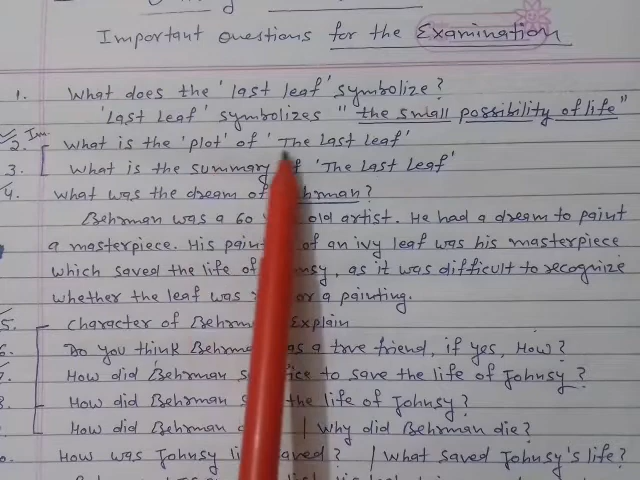 Important Questions for the Examination
1. What does the 'last leaf' symbolize?
'Last Leaf' symbolizes "the small possibility of life"
Im.
2. What is the 'plot' of 'The Last Leaf'
3. What is the summary of 'The Last Leaf'
4. What was the dream of Behrman?
Behrman was a 60 old artist. He had a dream to paint
a masterpiece. His of an ivy leaf was his masterpiece
which saved the life of as it was difficult to recognize
whether the leaf was or a painting.
5. Character of Explain
6. Do you think a true friend, if yes, How?
7. How did Behrman to save the life of Johnsy?
8. How did Behrman the life of Johnsy?
How did Behrman | Why did Behrman die?
How was Johnsy | What saved Johnsy's life?